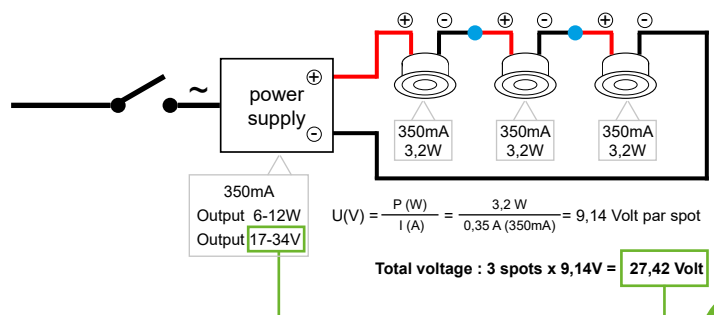 ⊕ ⊖ ⊕ ⊖ ⊕ ⊖
~
power
supply
⊕
⊖
350mA
3,2W
350mA
3,2W
350mA
3,2W
350mA
Output 6-12W
Output 17-34V
U(V) = P (W) / I (A) = 3,2 W / 0,35 A (350mA) = 9,14 Volt par spot
Total voltage : 3 spots x 9,14V = 27,42 Volt